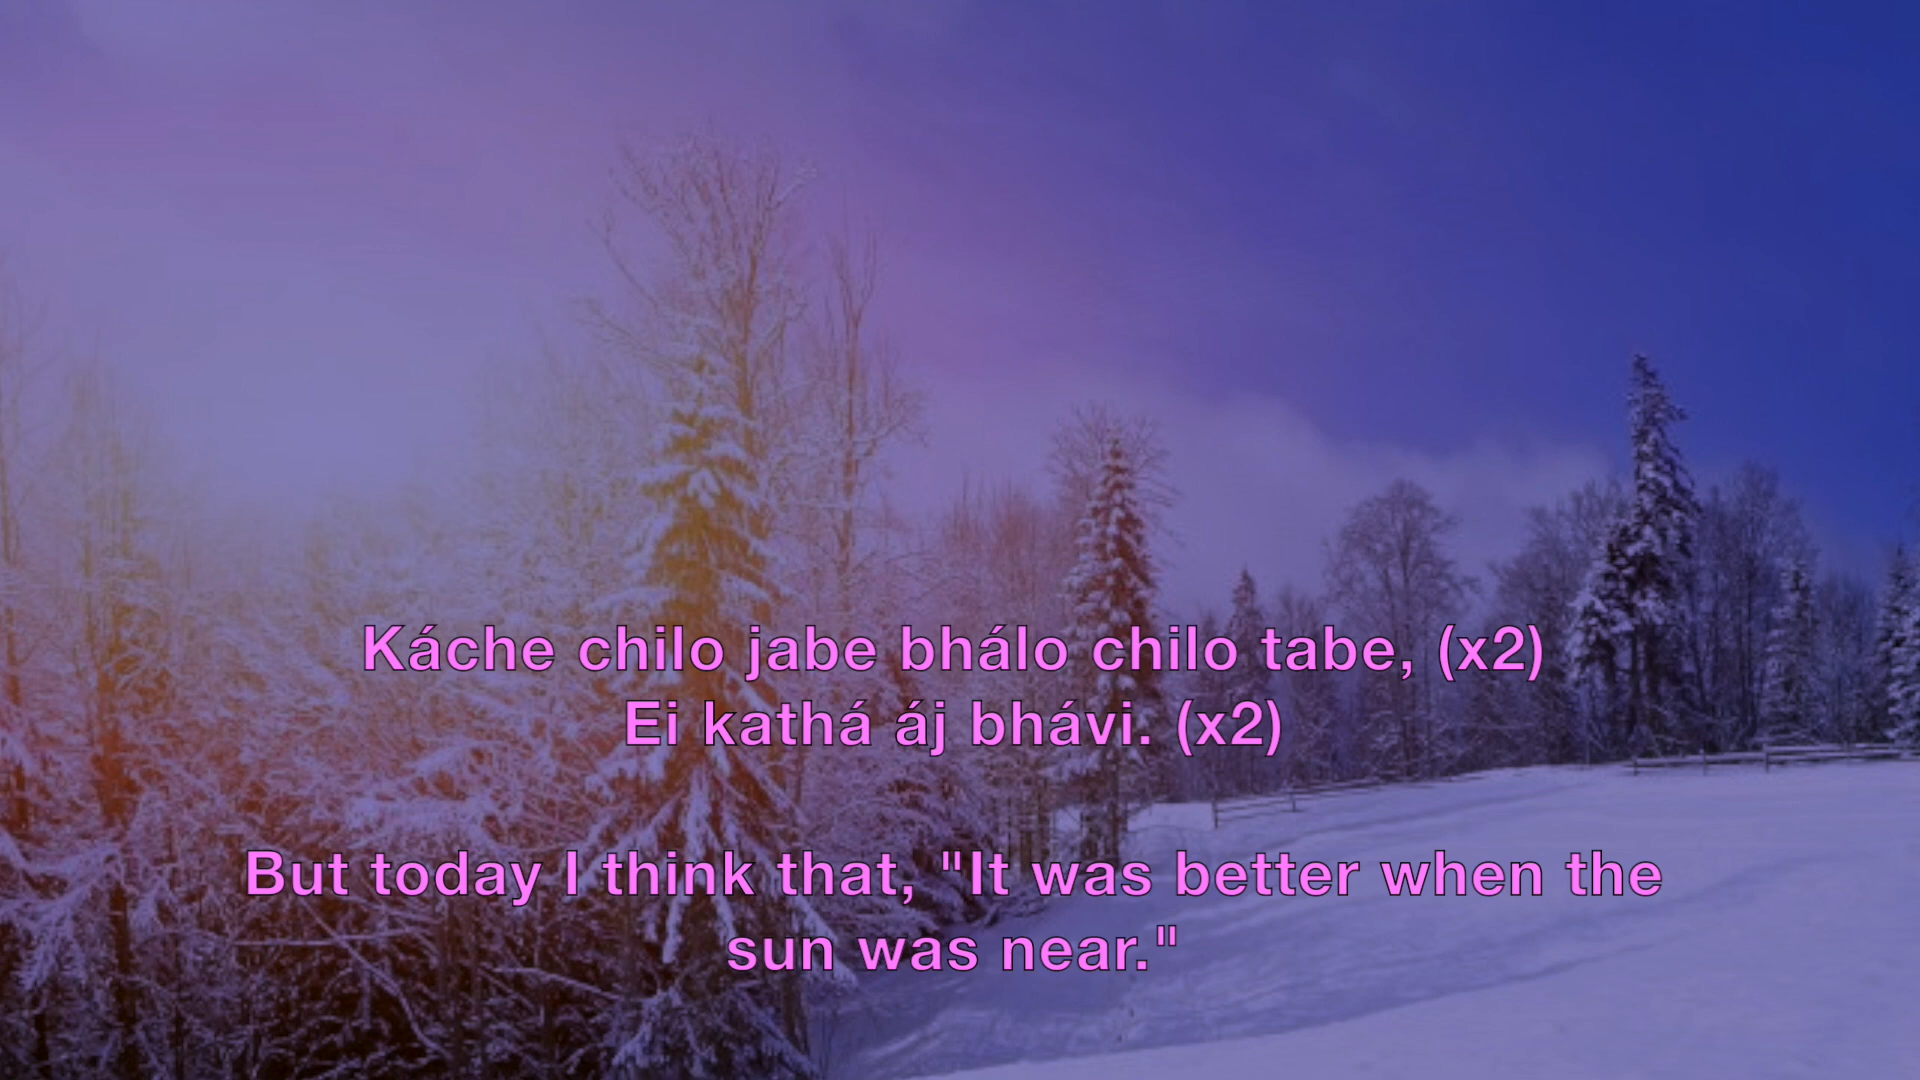 Káche chilo jabe bhálo chilo tabe, (x2)
Ei kathá áj bhávi. (x2)
But today I think that, "It was better when the
sun was near."